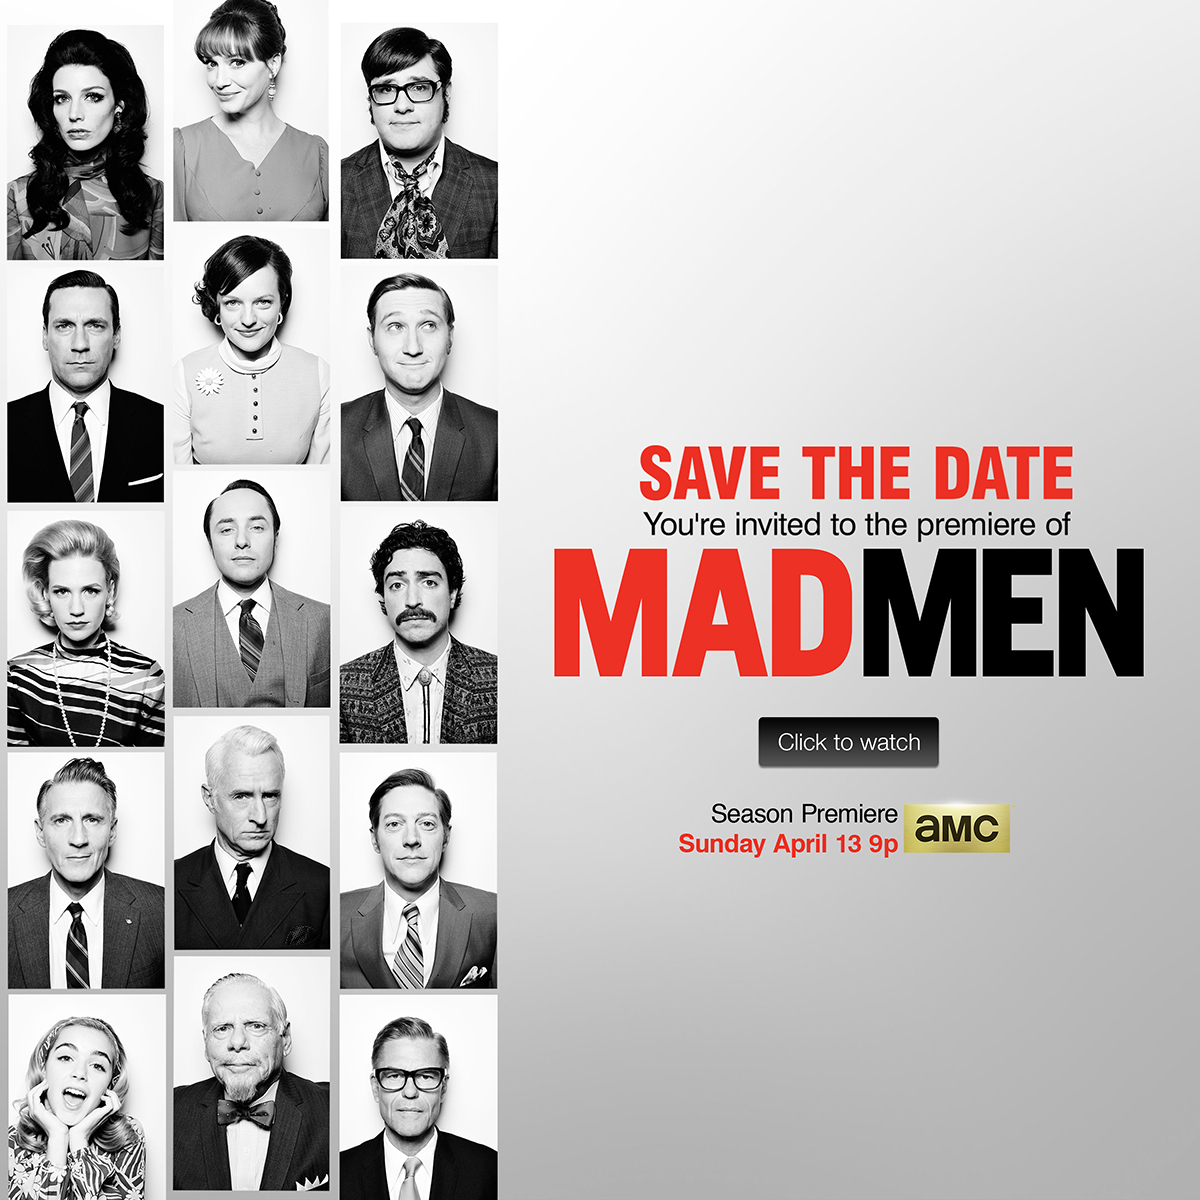 SAVE THE DATE
You're invited to the premiere of
MADMEN
Click to watch
Season Premiere
Sunday April 13 9p
aMC